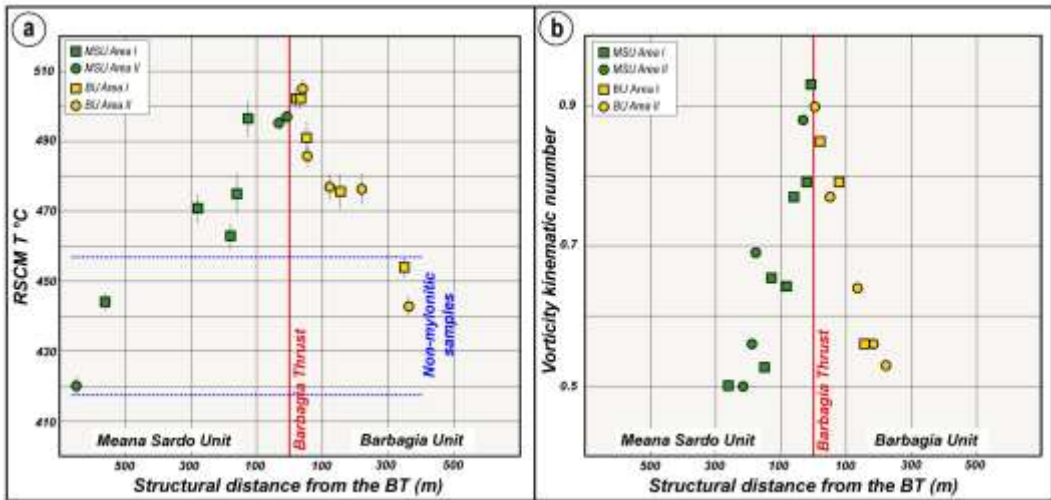 a
MSU Area I
MSU Area II
BU Area I
BU Area II
510
490
470
450
430
410
RSCM T °C
Non-mylonitic
samples
Barbagia Thrust
Meana Sardo Unit
Barbagia Unit
500
300
100
100
300
500
Structural distance from the BT (m)
b
MSU Area I
MSU Area II
BU Area I
BU Area II
0.9
0.7
0.5
Vorticity kinematic nuumber
Barbagia Thrust
Meana Sardo Unit
Barbagia Unit
500
300
100
100
300
500
Structural distance from the BT (m)